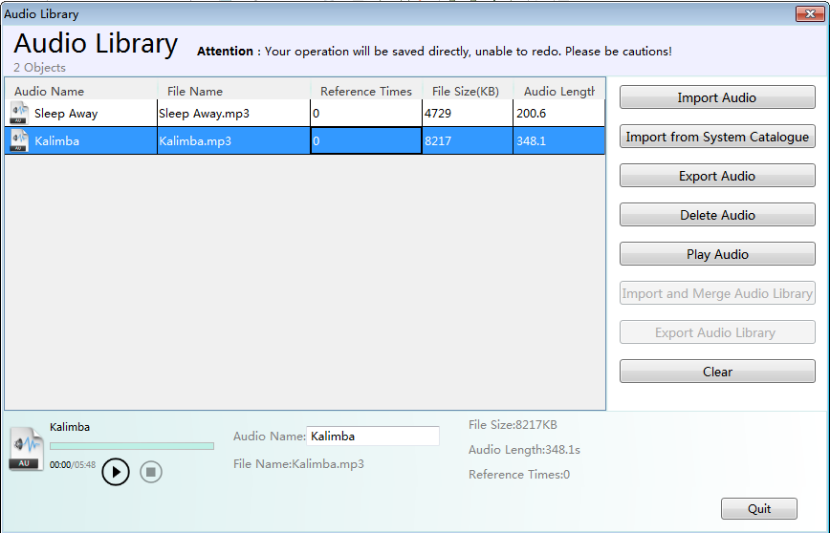 Audio Library
Audio Library
Attention : Your operation will be saved directly, unable to redo. Please be cautions!
2 Objects
Audio Name File Name Reference Times File Size(KB) Audio Lengtl
AU Sleep Away Sleep Away.mp3 0 4729 200.6
AU Kalimba Kalimba.mp3 0 8217 348.1
Import Audio
Import from System Catalogue
Export Audio
Delete Audio
Play Audio
Import and Merge Audio Library
Export Audio Library
Clear
Kalimba
AU
00:00/05:48
Audio Name: Kalimba
File Name:Kalimba.mp3
File Size:8217KB
Audio Length:348.1s
Reference Times:0
Quit